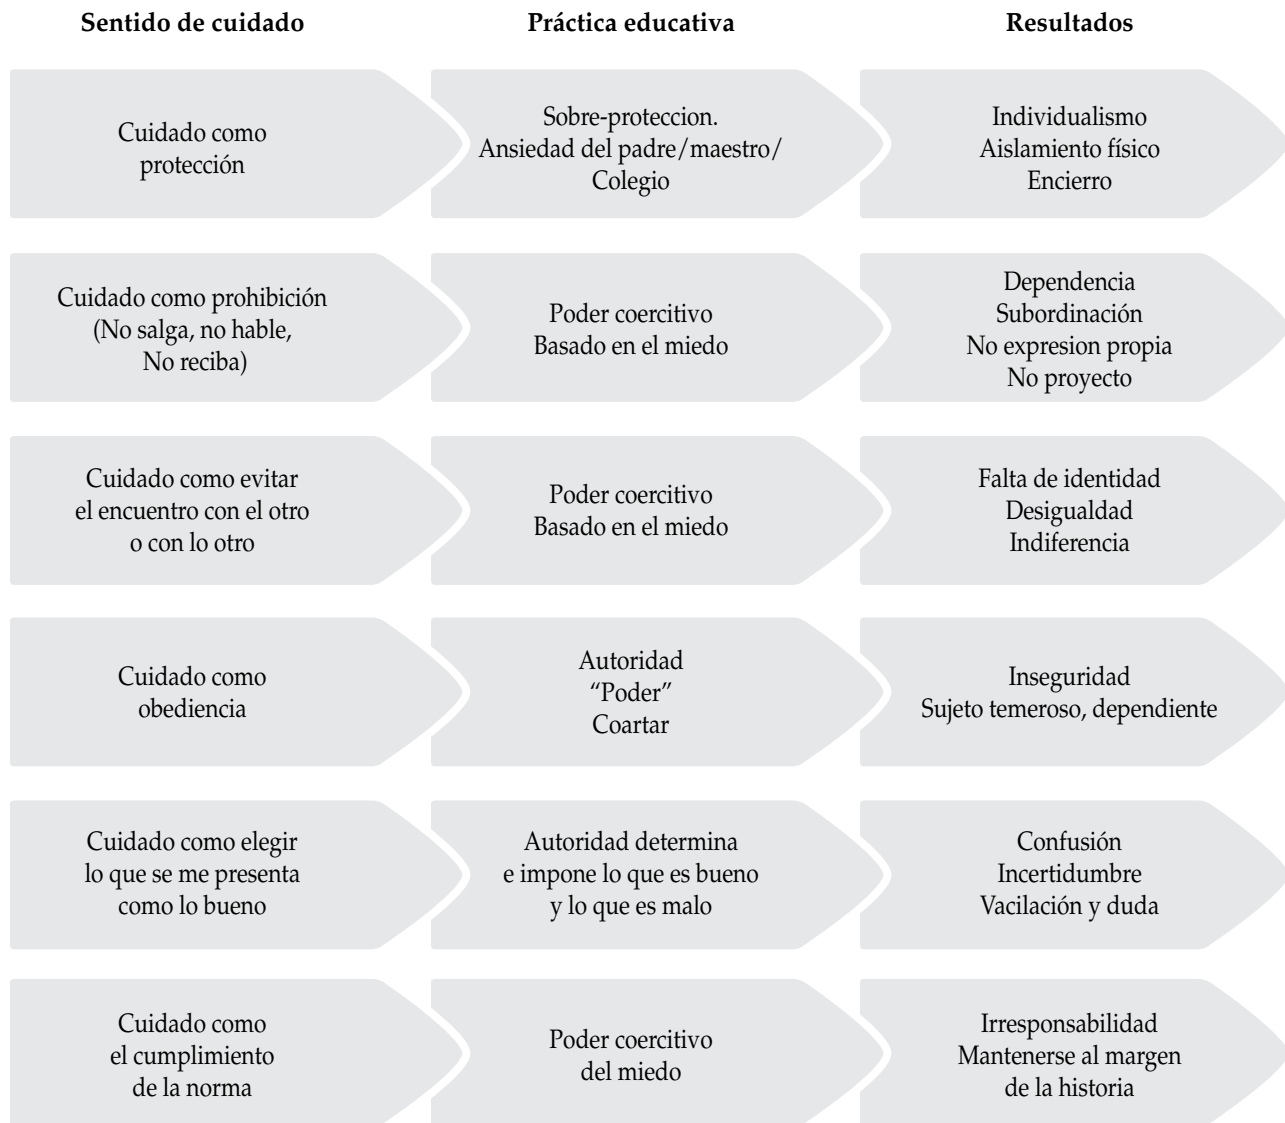 Sentido de cuidado
Práctica educativa
Resultados
Cuidado como
protección
Sobre-proteccion.
Ansiedad del padre/maestro/
Colegio
Individualismo
Aislamiento físico
Encierro
Cuidado como prohibición
(No salga, no hable,
No reciba)
Poder coercitivo
Basado en el miedo
Dependencia
Subordinación
No expresion propia
No proyecto
Cuidado como evitar
el encuentro con el otro
o con lo otro
Poder coercitivo
Basado en el miedo
Falta de identidad
Desigualdad
Indiferencia
Cuidado como
obediencia
Autoridad
“Poder”
Coartar
Inseguridad
Sujeto temeroso, dependiente
Cuidado como elegir
lo que se me presenta
como lo bueno
Autoridad determina
e impone lo que es bueno
y lo que es malo
Confusión
Incertidumbre
Vacilación y duda
Cuidado como
el cumplimiento
de la norma
Poder coercitivo
del miedo
Irresponsabilidad
Mantenerse al margen
de la historia